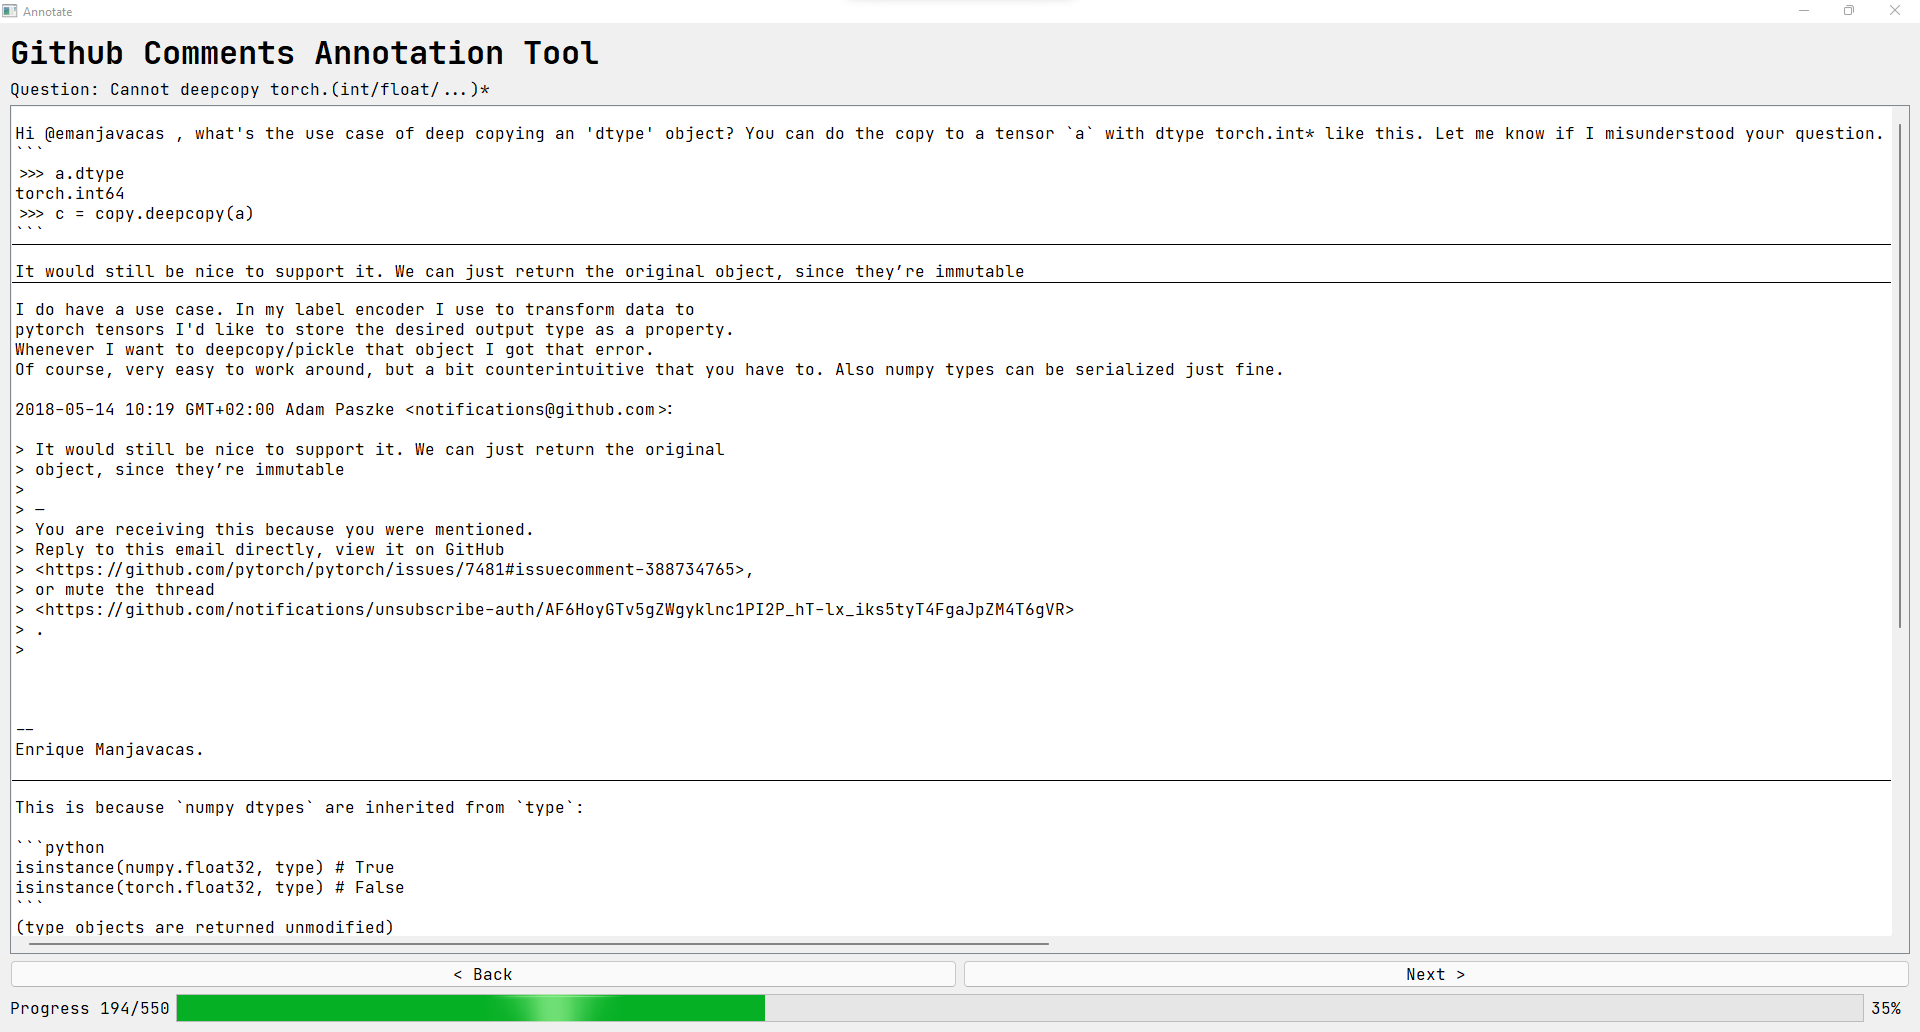 Annotate
Github Comments Annotation Tool
Question: Cannot deepcopy torch.(int/float/...)*
Hi @emanjavacas , what's the use case of deep copying an 'dtype' object? You can do the copy to a tensor `a` with dtype torch.int* like this. Let me know if I misunderstood your question.
```
>>> a.dtype
torch.int64
>>> c = copy.deepcopy(a)
```
It would still be nice to support it. We can just return the original object, since they’re immutable
I do have a use case. In my label encoder I use to transform data to
pytorch tensors I'd like to store the desired output type as a property.
Whenever I want to deepcopy/pickle that object I got that error.
Of course, very easy to work around, but a bit counterintuitive that you have to. Also numpy types can be serialized just fine.
2018-05-14 10:19 GMT+02:00 Adam Paszke <notifications@github.com>:
> It would still be nice to support it. We can just return the original
> object, since they’re immutable
>
> —
> You are receiving this because you were mentioned.
> Reply to this email directly, view it on GitHub
> <https://github.com/pytorch/pytorch/issues/7481#issuecomment-388734765>,
> or mute the thread
> <https://github.com/notifications/unsubscribe-auth/AF6HoyGTv5gZWgyklnc1PI2P_hT-lx_iks5tyT4FgaJpZM4T6gVR>
> .
>
--
Enrique Manjavacas.
This is because `numpy dtypes` are inherited from `type`:
```python
isinstance(numpy.float32, type) # True
isinstance(torch.float32, type) # False
```
(type objects are returned unmodified)
< Back
Next >
Progress 194/550
35%